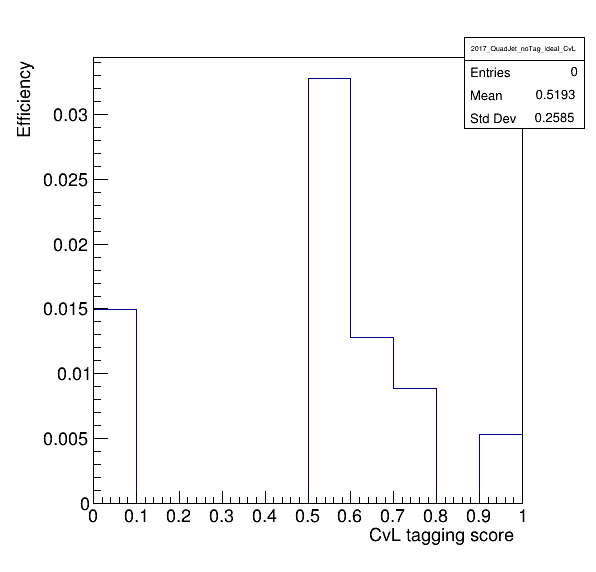 2017_QuadJet_noTag_ideal_CvL
Entries 0
Mean 0.5193
Std Dev 0.2585
Efficiency
0.03
0.025
0.02
0.015
0.01
0.005
0
0 0.1 0.2 0.3 0.4 0.5 0.6 0.7 0.8 0.9 1
CvL tagging score